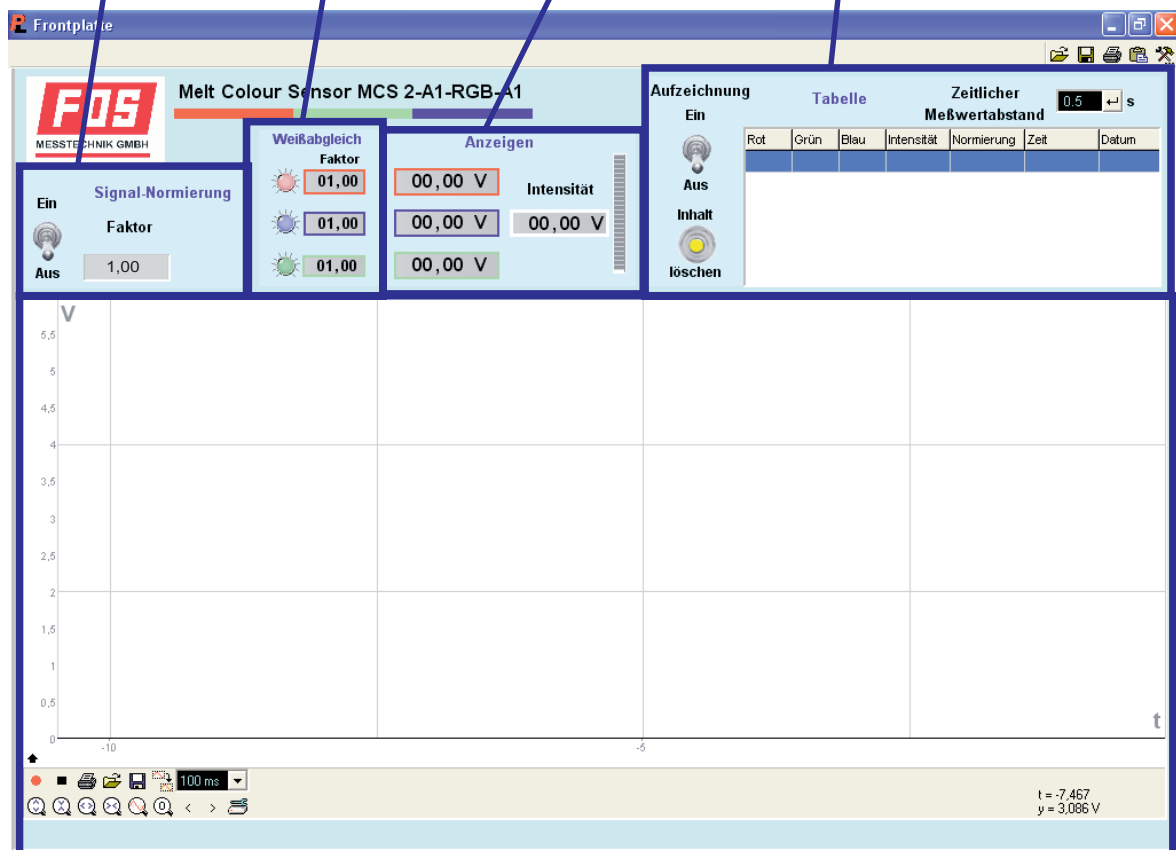 Frontplatte
FOS
MESSTECHNIK GMBH
Melt Colour Sensor MCS 2-A1-RGB-A1
Signal-Normierung
Ein
Faktor
Aus
1,00
Weißabgleich
Faktor
01,00
01,00
01,00
Anzeigen
00,00 V
00,00 V
00,00 V
Intensität
00,00 V
Aufzeichnung
Ein
Aus
Inhalt
löschen
Tabelle
Zeitlicher
Meßwertabstand
0.5 s
Rot Grün Blau Intensität Normierung Zeit Datum
V
5,5
5
4,5
4
3,5
3
2,5
2
1,5
1
0,5
0
-10 -5
t
100 ms
0 < >
t = -7,467
y = 3,086 V